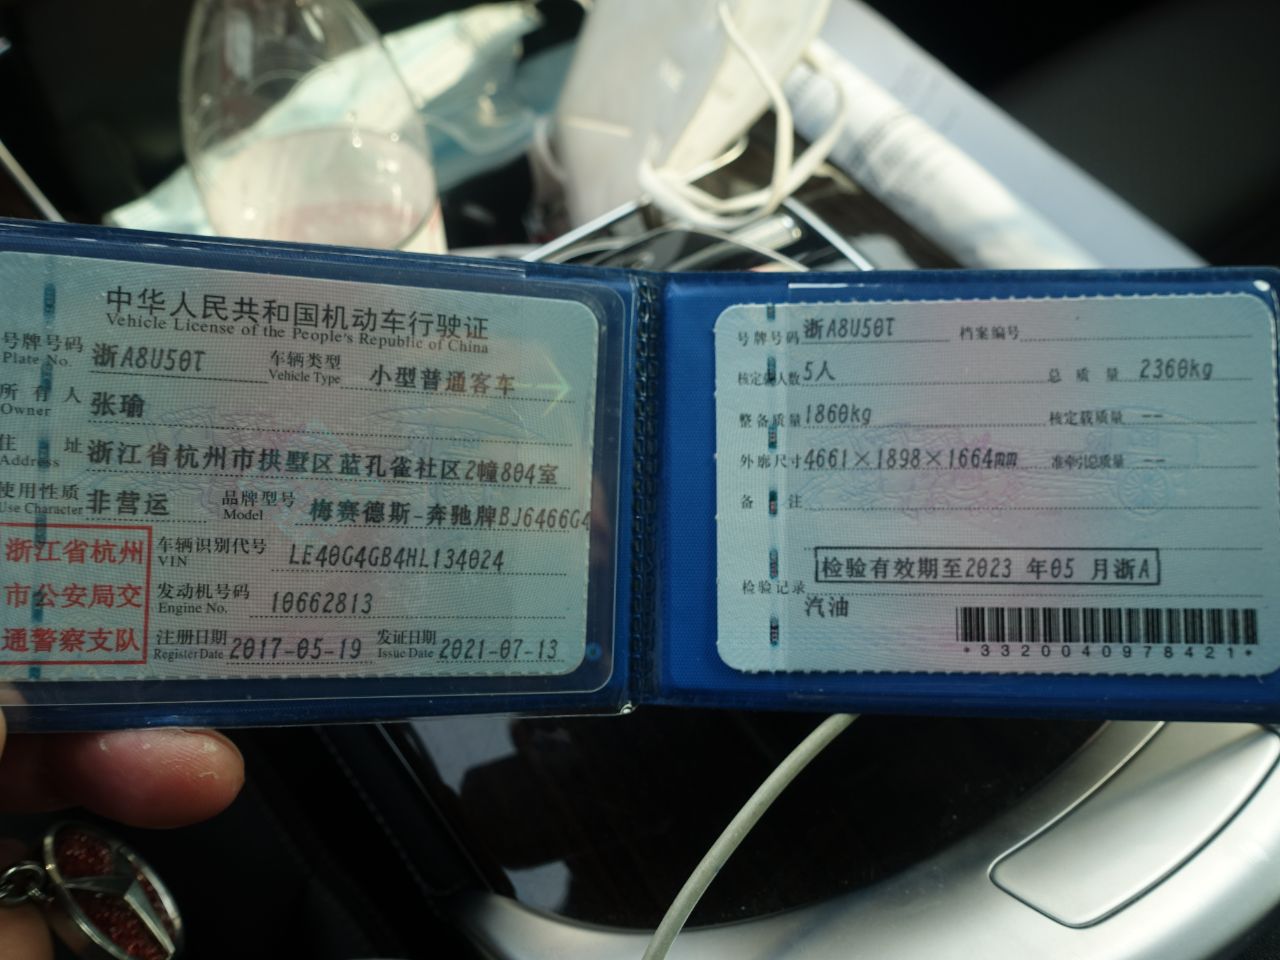 中华人民共和国机动车行驶证
Vehicle License of the People's Republic of China
号牌号码 浙A8U50T 车辆类型 小型普通客车
Plate No. Vehicle Type
所有人 张瑜
Owner
住址 浙江省杭州市拱墅区蓝孔雀社区2幢804室
Address
使用性质 非营运 品牌型号 梅赛德斯-奔驰牌BJ6466G4
Use Character Model
浙江省杭州
市公安局交
通警察支队
车辆识别代号 LE40G4GB4HL134024
VIN
发动机号码 10662813
Engine No.
注册日期 2017-05-19 发证日期 2021-07-13
Register Date Issue Date
号牌号码 浙A8U50T 档案编号
核定载人数 5人 总质量 2360kg
整备质量 1860kg 核定载质量 --
外廓尺寸 4661×1898×1664mm 准牵引总质量 --
备注
检验有效期至2023年05月浙A
检验记录
汽油
*3320040978421*